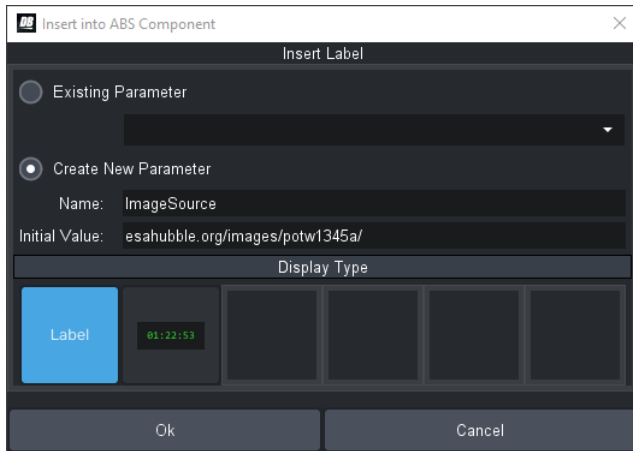 DB Insert into ABS Component
Insert Label
Existing Parameter
Create New Parameter
Name: ImageSource
Initial Value: esahubble.org/images/potw1345a/
Display Type
Label 01:22:53
Ok Cancel